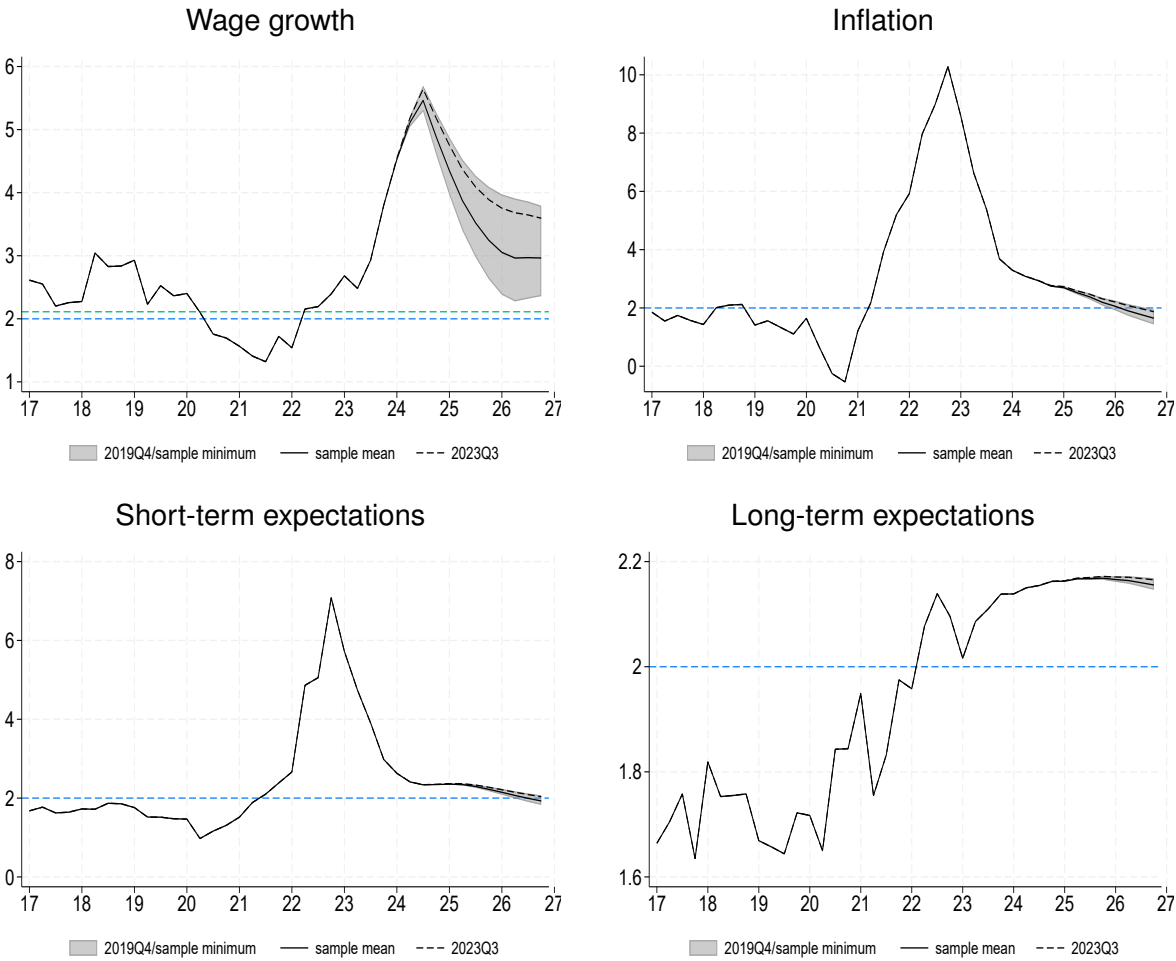 Wage growth
6
5
4
3
2
1
17 18 19 20 21 22 23 24 25 26 27
2019Q4/sample minimum sample mean 2023Q3
Inflation
10
8
6
4
2
0
17 18 19 20 21 22 23 24 25 26 27
2019Q4/sample minimum sample mean 2023Q3
Short-term expectations
8
6
4
2
0
17 18 19 20 21 22 23 24 25 26 27
2019Q4/sample minimum sample mean 2023Q3
Long-term expectations
2.2
2
1.8
1.6
17 18 19 20 21 22 23 24 25 26 27
2019Q4/sample minimum sample mean 2023Q3